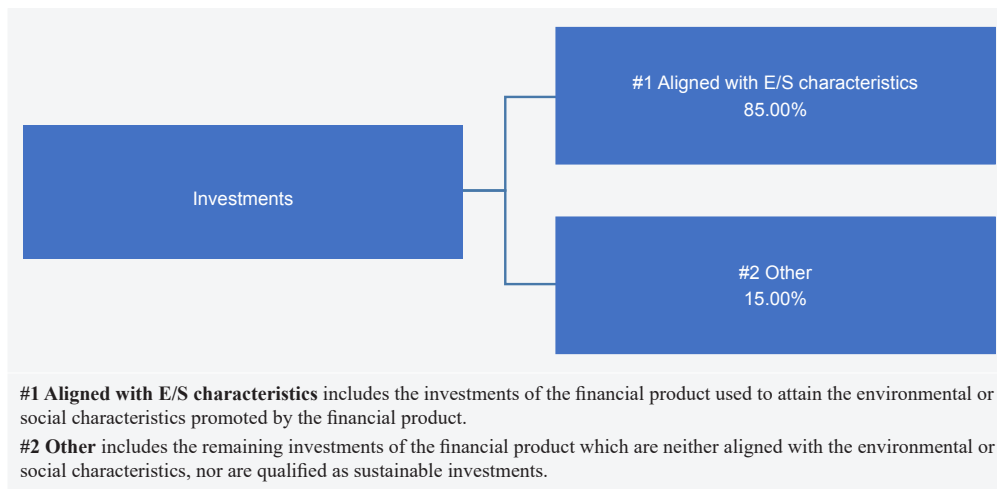 #1 Aligned with E/S characteristics
85.00%
Investments
#2 Other
15.00%
#1 Aligned with E/S characteristics includes the investments of the financial product used to attain the environmental or
social characteristics promoted by the financial product.
#2 Other includes the remaining investments of the financial product which are neither aligned with the environmental or
social characteristics, nor are qualified as sustainable investments.